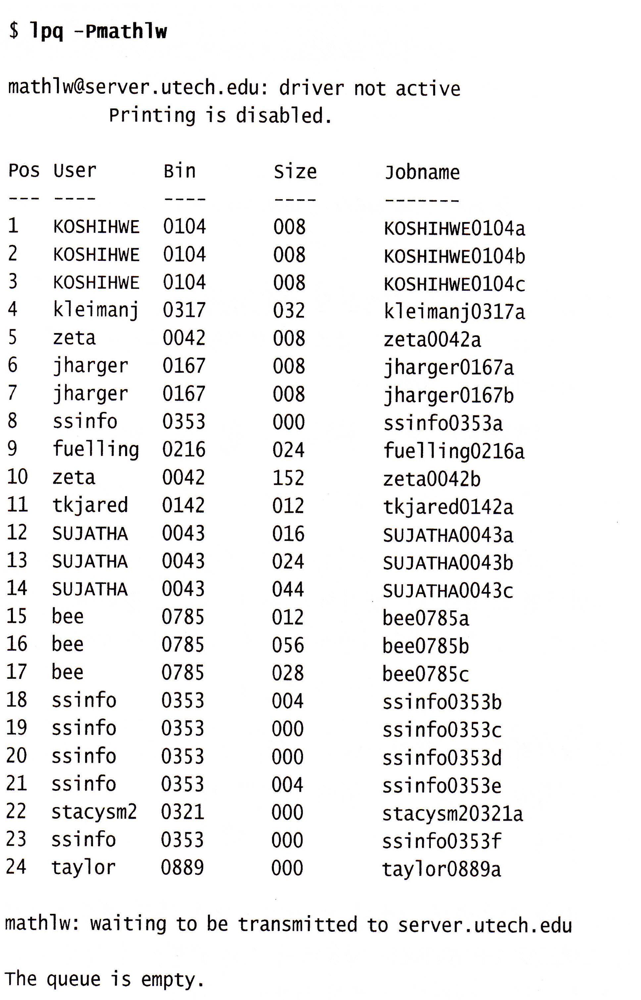 $ lpq -Pmathlw
mathlw@server.utech.edu: driver not active
Printing is disabled.
Pos User Bin Size Jobname
--- ---- ---- ---- -------
1 KOSHIHWE 0104 008 KOSHIHWE0104a
2 KOSHIHWE 0104 008 KOSHIHWE0104b
3 KOSHIHWE 0104 008 KOSHIHWE0104c
4 kleimanj 0317 032 kleimanj0317a
5 zeta 0042 008 zeta0042a
6 jharger 0167 008 jharger0167a
7 jharger 0167 008 jharger0167b
8 ssinfo 0353 000 ssinfo0353a
9 fuelling 0216 024 fuelling0216a
10 zeta 0042 152 zeta0042b
11 tkjared 0142 012 tkjared0142a
12 SUJATHA 0043 016 SUJATHA0043a
13 SUJATHA 0043 024 SUJATHA0043b
14 SUJATHA 0043 044 SUJATHA0043c
15 bee 0785 012 bee0785a
16 bee 0785 056 bee0785b
17 bee 0785 028 bee0785c
18 ssinfo 0353 004 ssinfo0353b
19 ssinfo 0353 000 ssinfo0353c
20 ssinfo 0353 000 ssinfo0353d
21 ssinfo 0353 004 ssinfo0353e
22 stacysm2 0321 000 stacysm20321a
23 ssinfo 0353 000 ssinfo0353f
24 taylor 0889 000 taylor0889a
mathlw: waiting to be transmitted to server.utech.edu
The queue is empty.